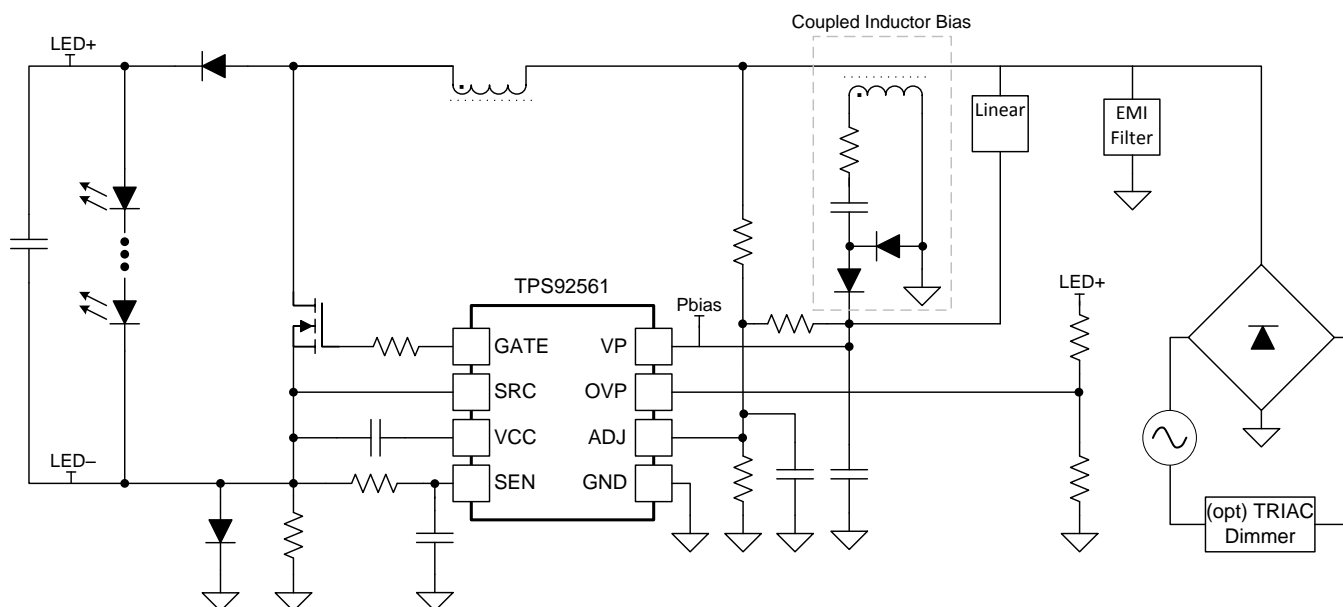 Coupled Inductor Bias
LED+
Linear
EMI
Filter
TPS92561
Pbias
LED+
GATE
VP
SRC
OVP
VCC
ADJ
LED–
SEN
GND
(opt) TRIAC
Dimmer